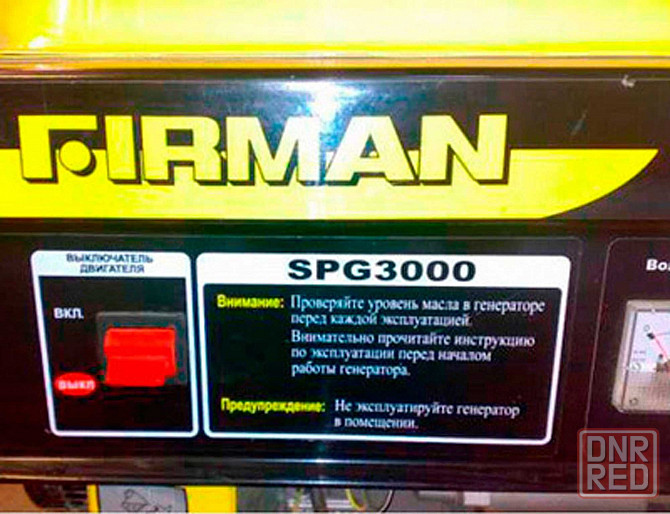 FIRMAN
ВЫКЛЮЧАТЕЛЬ
ДВИГАТЕЛЯ
ВКЛ.
ВЫКЛ
SPG3000
Внимание: Проверяйте уровень масла в генераторе
перед каждой эксплуатацией.
Внимательно прочитайте инструкцию
по эксплуатации перед началом
работы генератора.
Предупреждение: Не эксплуатируйте генератор
в помещении.
DNR
RED